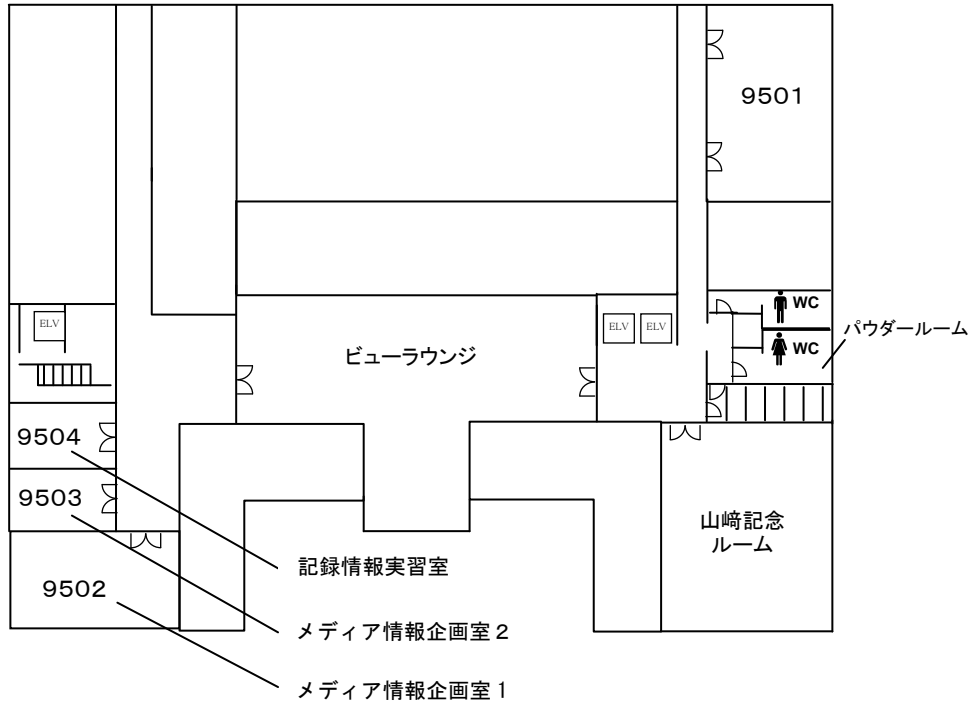 9501
WC
パウダールーム
ELV
ELV
ELV
ビューラウンジ
WC
9504
9503
山﨑記念
ルーム
記録情報実習室
9502
メディア情報企画室2
メディア情報企画室1